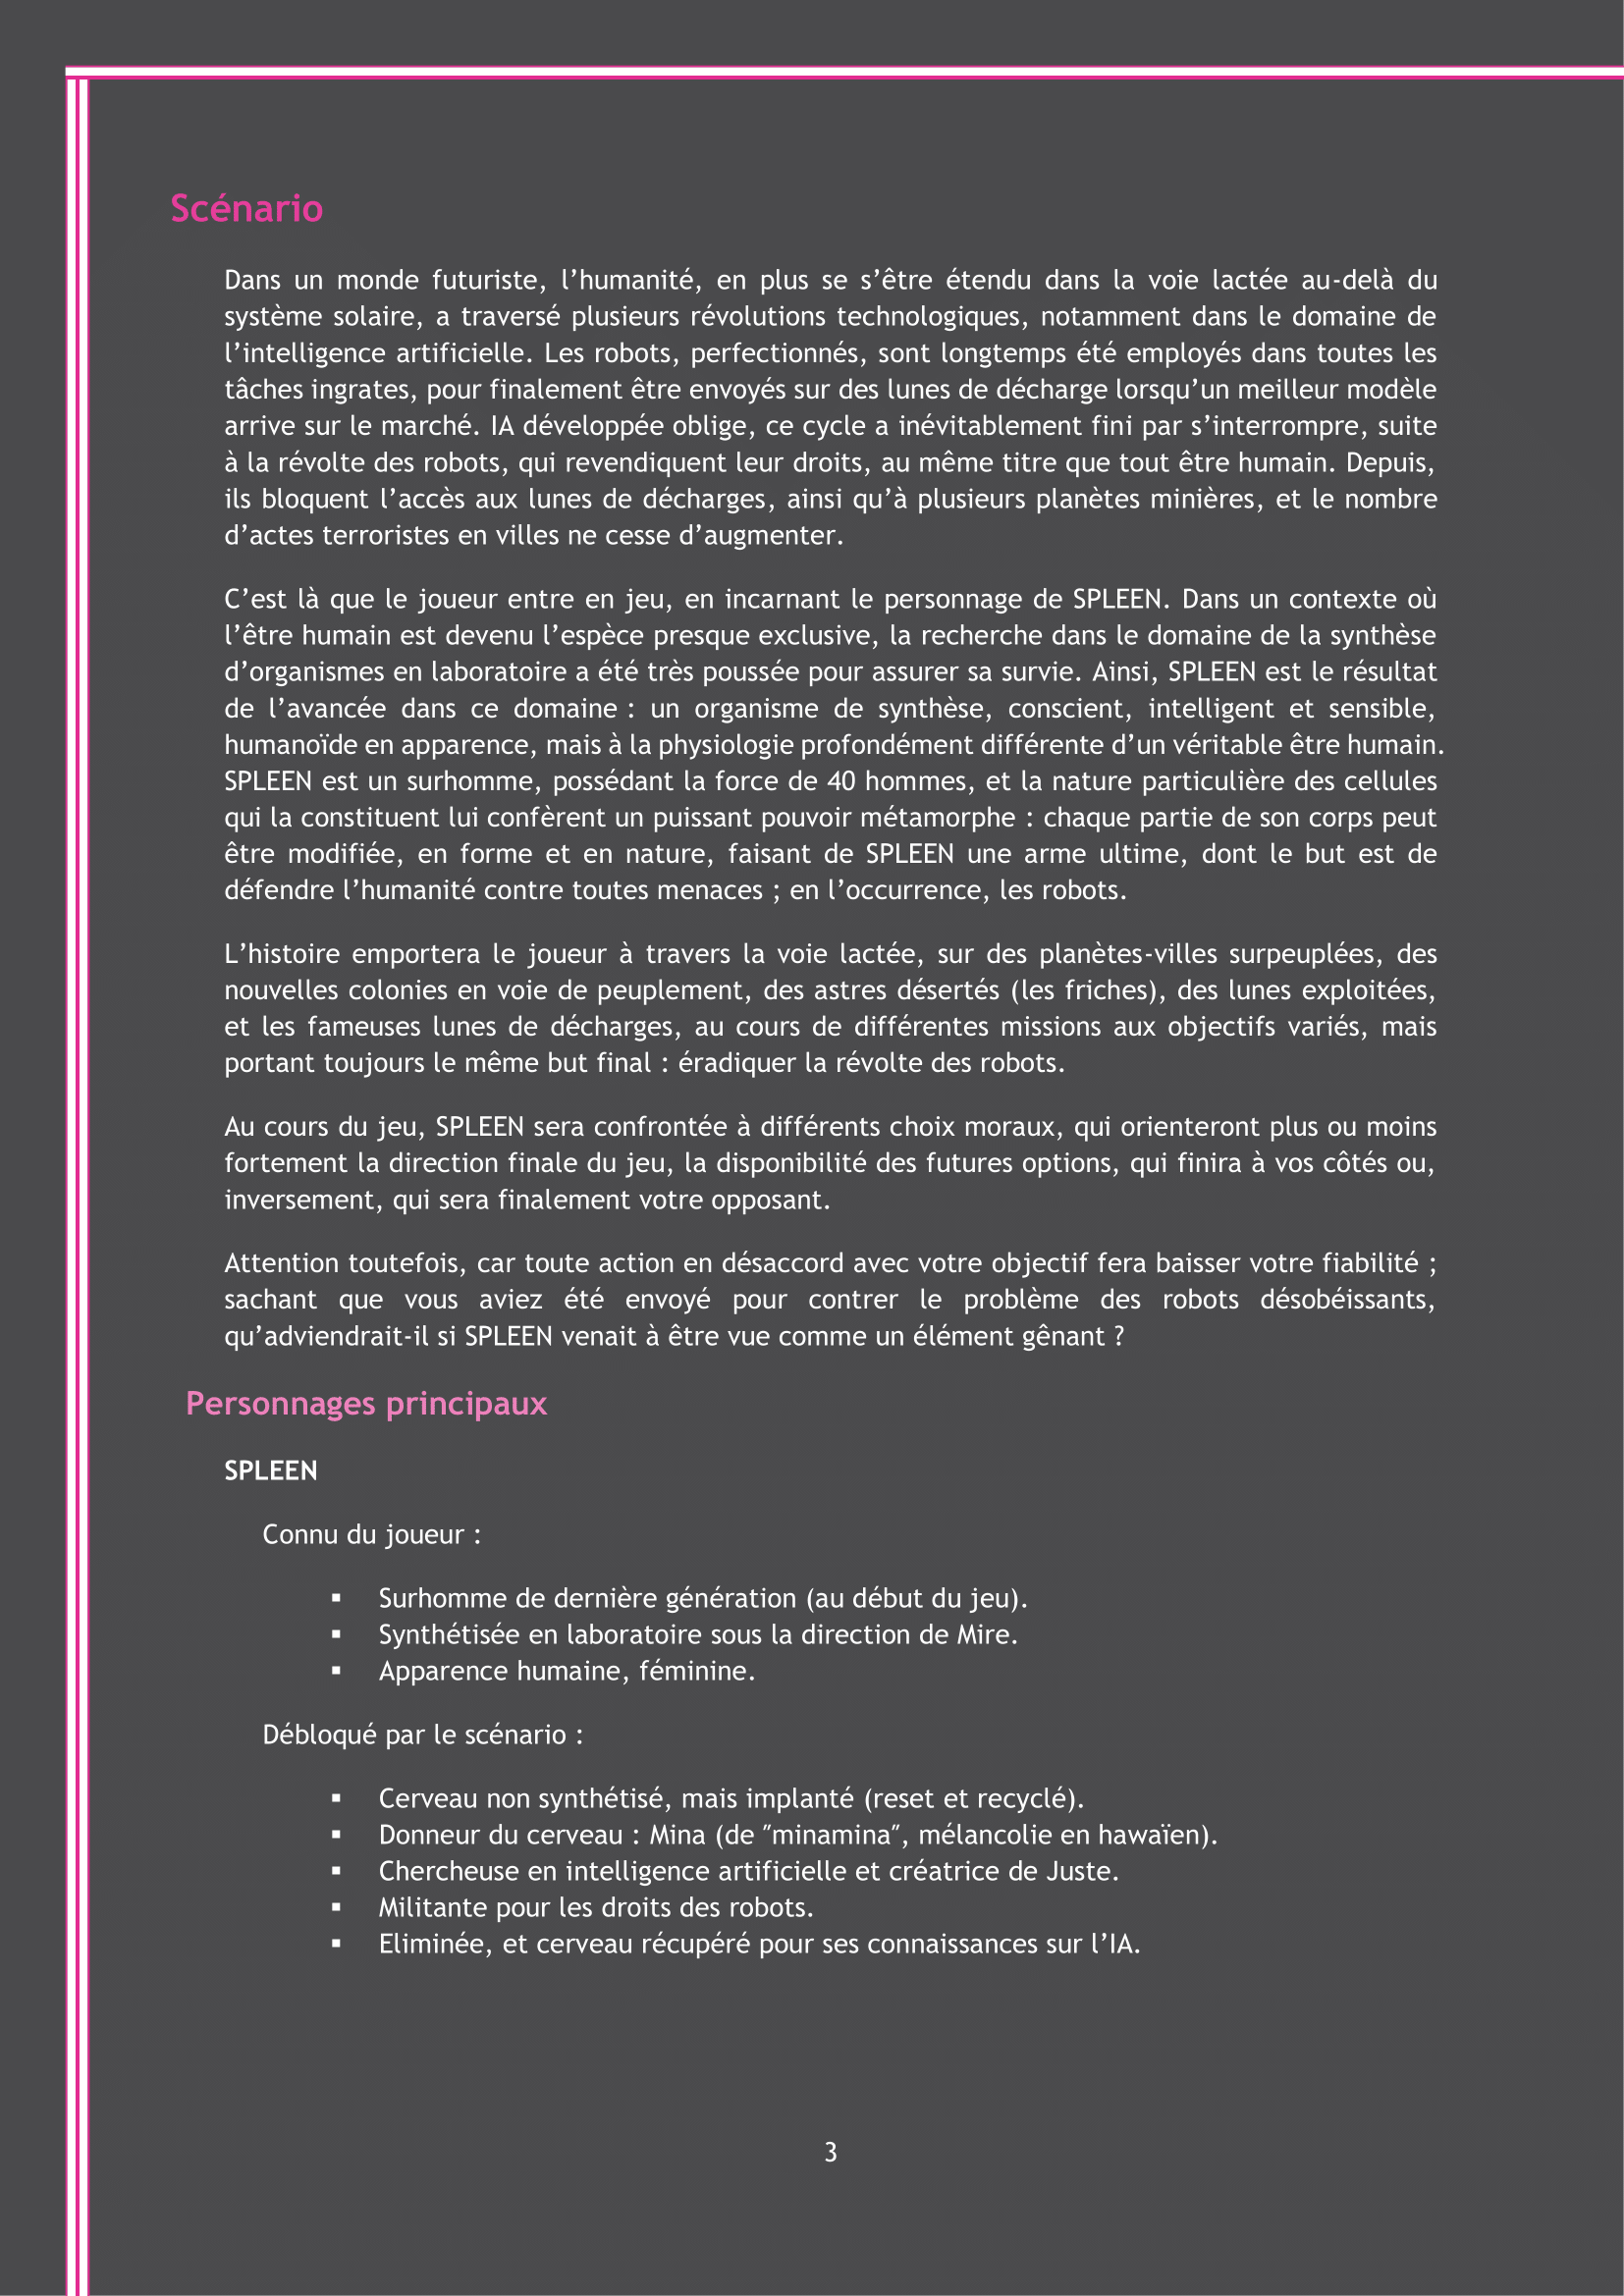 Scénario
Dans un monde futuriste, l’humanité, en plus se s’être étendu dans la voie lactée au-delà du
système solaire, a traversé plusieurs révolutions technologiques, notamment dans le domaine de
l’intelligence artificielle. Les robots, perfectionnés, sont longtemps été employés dans toutes les
tâches ingrates, pour finalement être envoyés sur des lunes de décharge lorsqu’un meilleur modèle
arrive sur le marché. IA développée oblige, ce cycle a inévitablement fini par s’interrompre, suite
à la révolte des robots, qui revendiquent leur droits, au même titre que tout être humain. Depuis,
ils bloquent l’accès aux lunes de décharges, ainsi qu’à plusieurs planètes minières, et le nombre
d’actes terroristes en villes ne cesse d’augmenter.
C’est là que le joueur entre en jeu, en incarnant le personnage de SPLEEN. Dans un contexte où
l’être humain est devenu l’espèce presque exclusive, la recherche dans le domaine de la synthèse
d’organismes en laboratoire a été très poussée pour assurer sa survie. Ainsi, SPLEEN est le résultat
de l’avancée dans ce domaine : un organisme de synthèse, conscient, intelligent et sensible,
humanoïde en apparence, mais à la physiologie profondément différente d’un véritable être humain.
SPLEEN est un surhomme, possédant la force de 40 hommes, et la nature particulière des cellules
qui la constituent lui confèrent un puissant pouvoir métamorphe : chaque partie de son corps peut
être modifiée, en forme et en nature, faisant de SPLEEN une arme ultime, dont le but est de
défendre l’humanité contre toutes menaces ; en l’occurrence, les robots.
L’histoire emportera le joueur à travers la voie lactée, sur des planètes-villes surpeuplées, des
nouvelles colonies en voie de peuplement, des astres désertés (les friches), des lunes exploitées,
et les fameuses lunes de décharges, au cours de différentes missions aux objectifs variés, mais
portant toujours le même but final : éradiquer la révolte des robots.
Au cours du jeu, SPLEEN sera confrontée à différents choix moraux, qui orienteront plus ou moins
fortement la direction finale du jeu, la disponibilité des futures options, qui finira à vos côtés ou,
inversement, qui sera finalement votre opposant.
Attention toutefois, car toute action en désaccord avec votre objectif fera baisser votre fiabilité ;
sachant que vous aviez été envoyé pour contrer le problème des robots désobéissants,
qu’adviendrait-il si SPLEEN venait à être vue comme un élément gênant ?
Personnages principaux
SPLEEN
Connu du joueur :
▪ Surhomme de dernière génération (au début du jeu).
▪ Synthétisée en laboratoire sous la direction de Mire.
▪ Apparence humaine, féminine.
Débloqué par le scénario :
▪ Cerveau non synthétisé, mais implanté (reset et recyclé).
▪ Donneur du cerveau : Mina (de ″minamina″, mélancolie en hawaïen).
▪ Chercheuse en intelligence artificielle et créatrice de Juste.
▪ Militante pour les droits des robots.
▪ Eliminée, et cerveau récupéré pour ses connaissances sur l’IA.
3